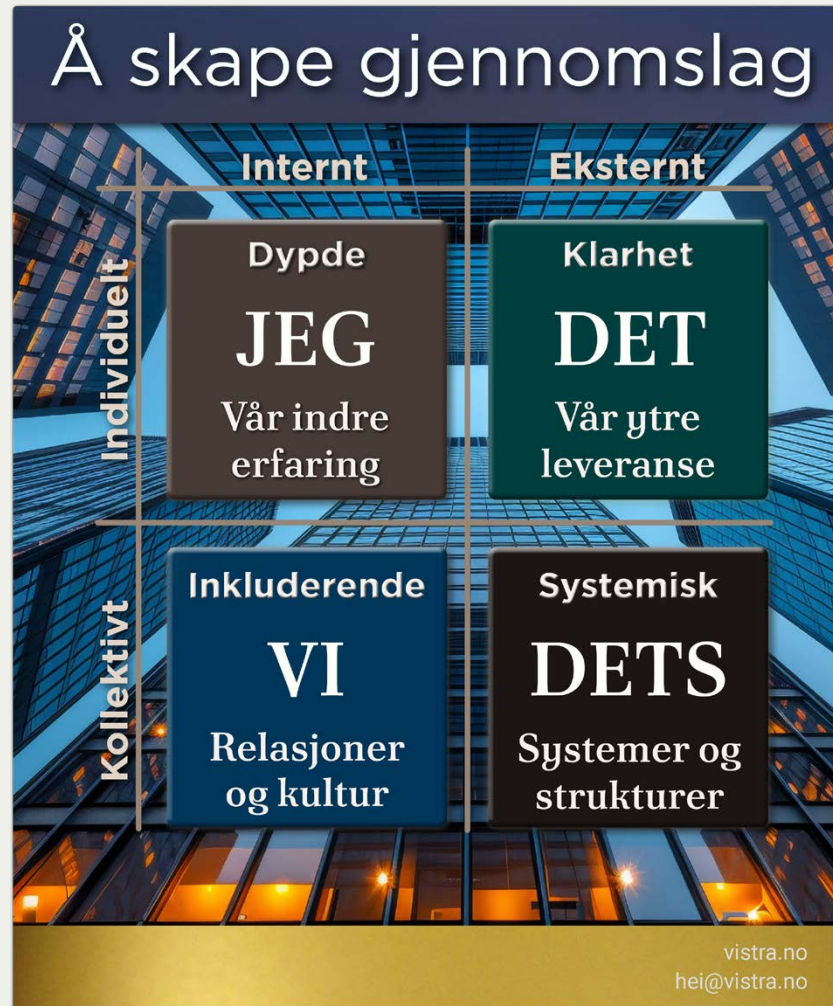 Å skape gjennomslag
Internt
Eksternt
Individuelt
Dypde
JEG
Vår indre
erfaring
Klarhet
DET
Vår ytre
leveranse
Kollektivt
Inkluderende
VI
Relasjoner
og kultur
Systemisk
DETS
Systemer og
strukturer
vistra.no
hei@vistra.no